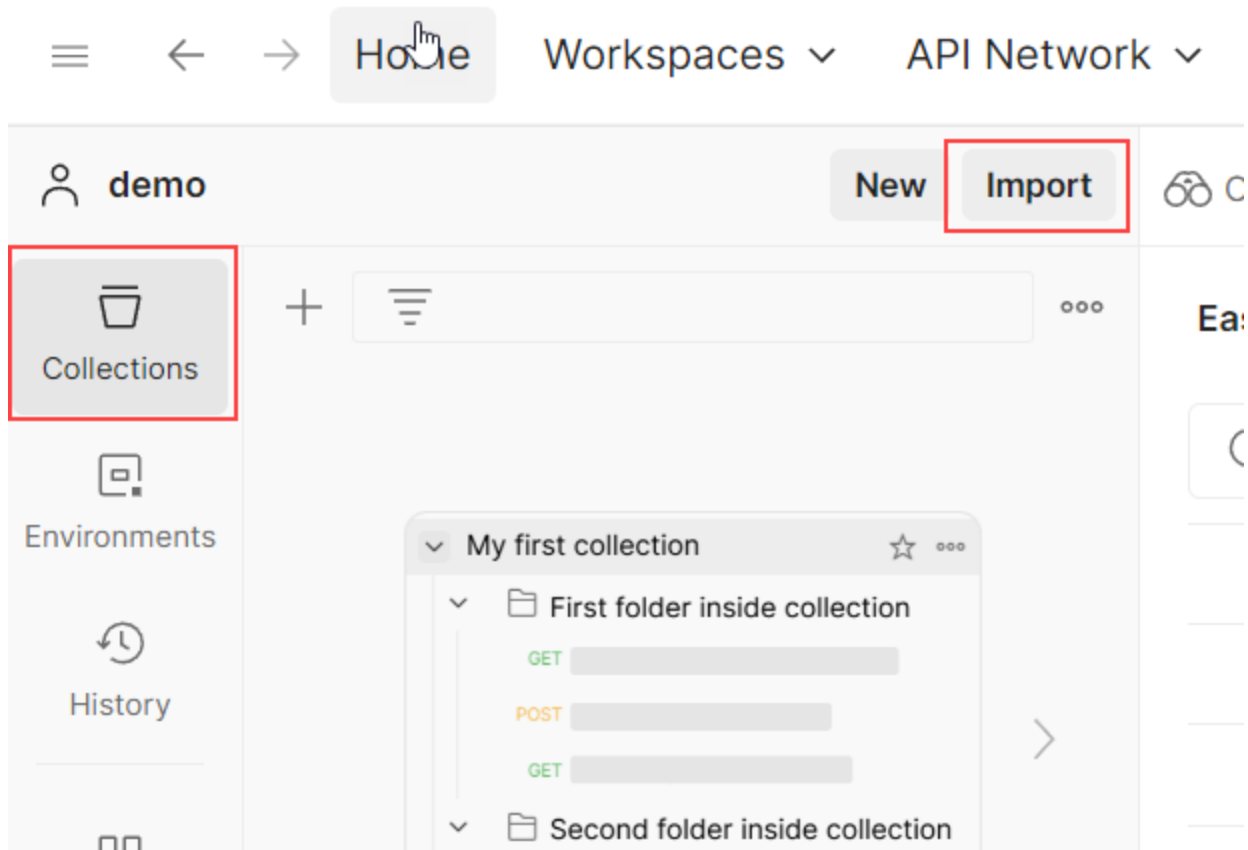 Home Workspaces API Network
demo New Import
Collections
Environments
History
My first collection
First folder inside collection
GET
POST
GET
Second folder inside collection